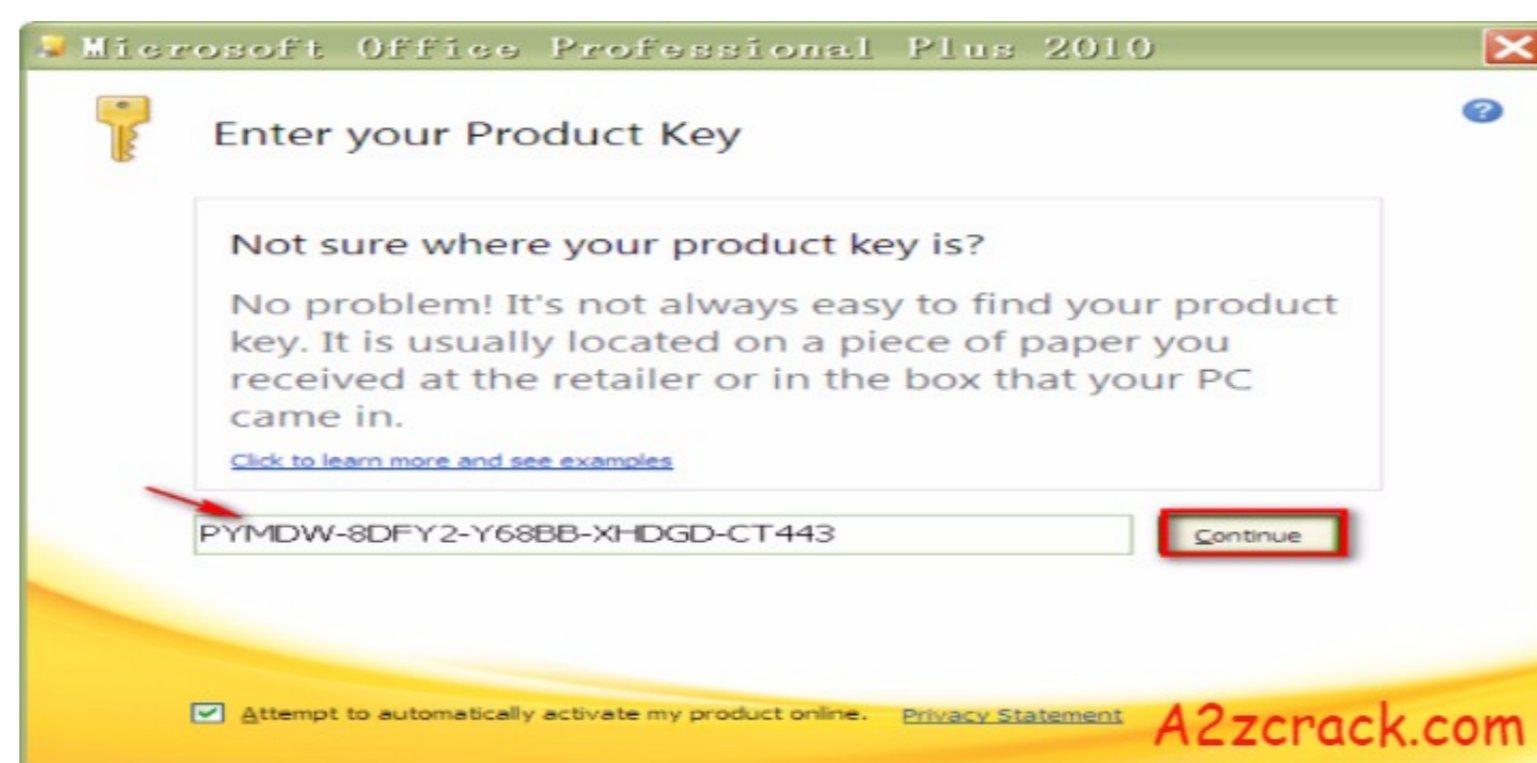 Microsoft Office Professional Plus 2010
Enter your Product Key
Not sure where your product key is?
No problem! It's not always easy to find your product
key. It is usually located on a piece of paper you
received at the retailer or in the box that your PC
came in.
Click to learn more and see examples
PYMDW-8DFY2-Y68BB-XHDGD-CT443
Continue
Attempt to automatically activate my product online. Privacy Statement
A2zcrack.com